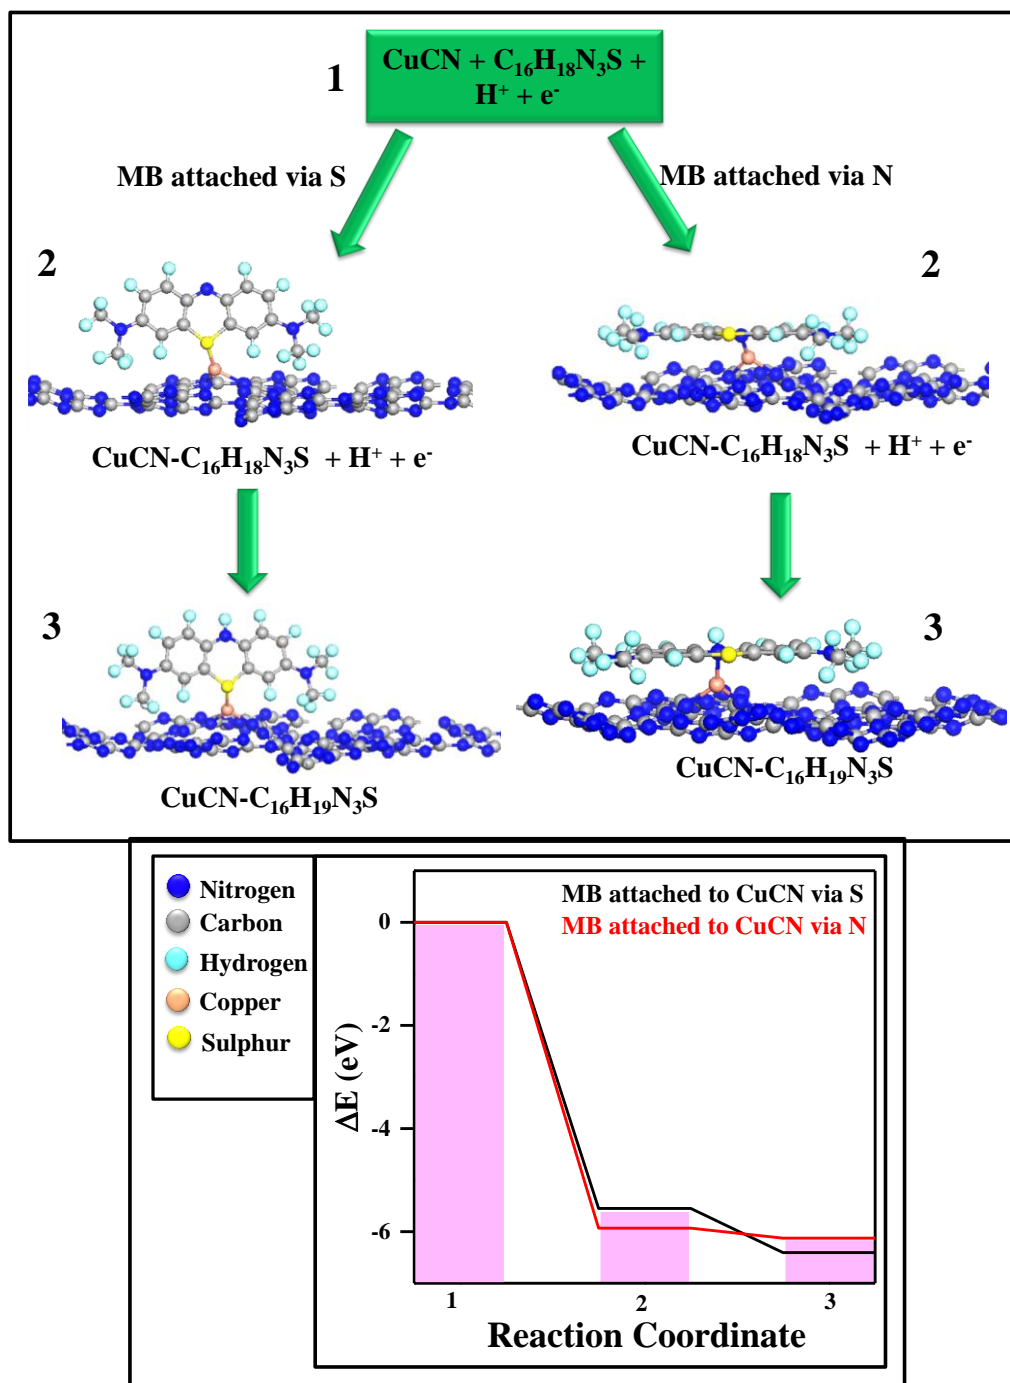 1
CuCN + C₁₆H₁₈N₃S +
H⁺ + e⁻
MB attached via S
MB attached via N
2
2
CuCN-C₁₆H₁₈N₃S + H⁺ + e⁻
CuCN-C₁₆H₁₈N₃S + H⁺ + e⁻
3
3
CuCN-C₁₆H₁₉N₃S
CuCN-C₁₆H₁₉N₃S
Nitrogen
Carbon
Hydrogen
Copper
Sulphur
MB attached to CuCN via S
MB attached to CuCN via N
ΔE (eV)
0
-2
-4
-6
1
2
3
Reaction Coordinate